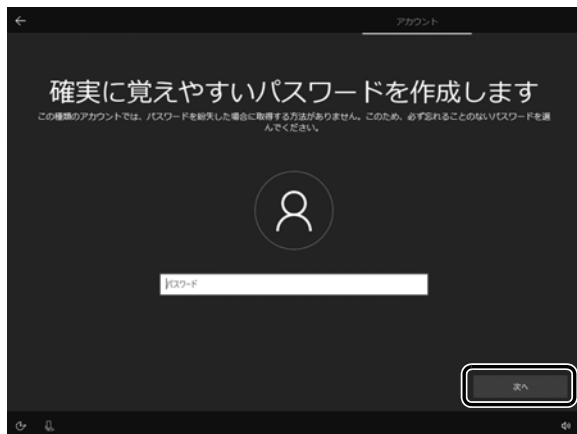 アカウント
確実に覚えやすいパスワードを作成します
この種類のアカウントでは、パスワードを紛失した場合に取得する方法がありません。このため、必ず忘れることのないパスワードを選
んでください。
パスワード
次へ